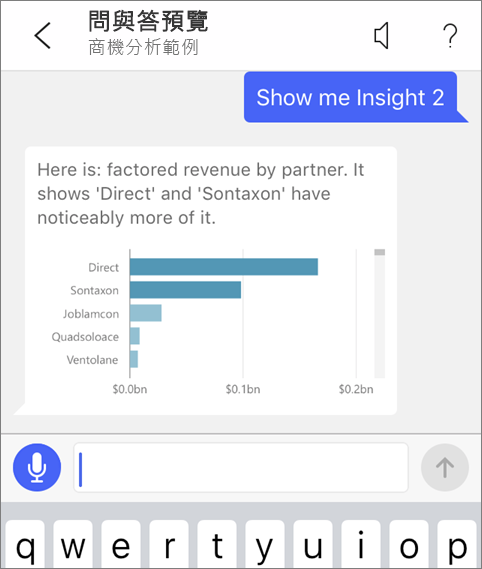 問與答預覽
商機分析範例
?
Show me Insight 2
Here is: factored revenue by partner. It
shows 'Direct' and 'Sontaxon' have
noticeably more of it.
Direct
Sontaxon
Joblamcon
Quadsoloace
Ventolane
$0.0bn $0.1bn $0.2bn
q w e r t y u i o p